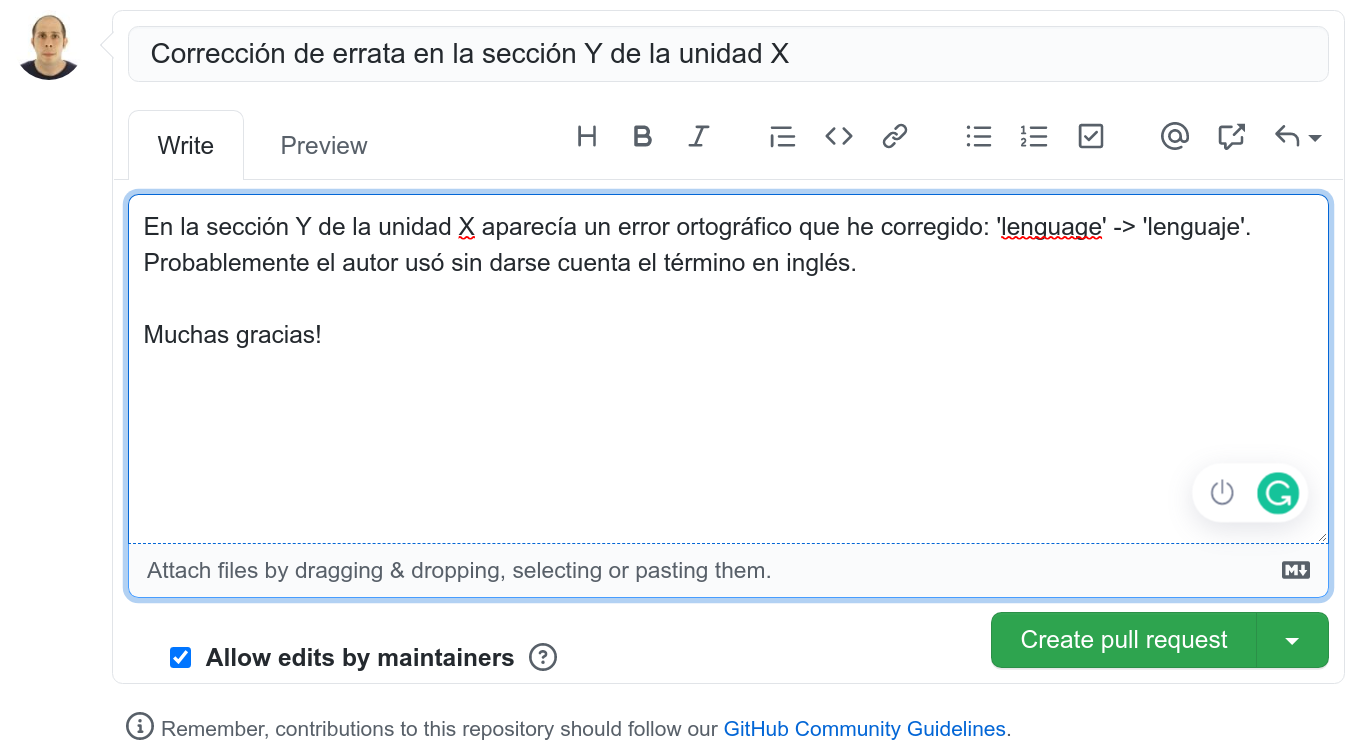 Corrección de errata en la sección Y de la unidad X
Write Preview
En la sección Y de la unidad X aparecía un error ortográfico que he corregido: 'lenguage' -> 'lenguaje'.
Probablemente el autor usó sin darse cuenta el término en inglés.
Muchas gracias!
Attach files by dragging & dropping, selecting or pasting them.
Create pull request
Allow edits by maintainers
Remember, contributions to this repository should follow our GitHub Community Guidelines.